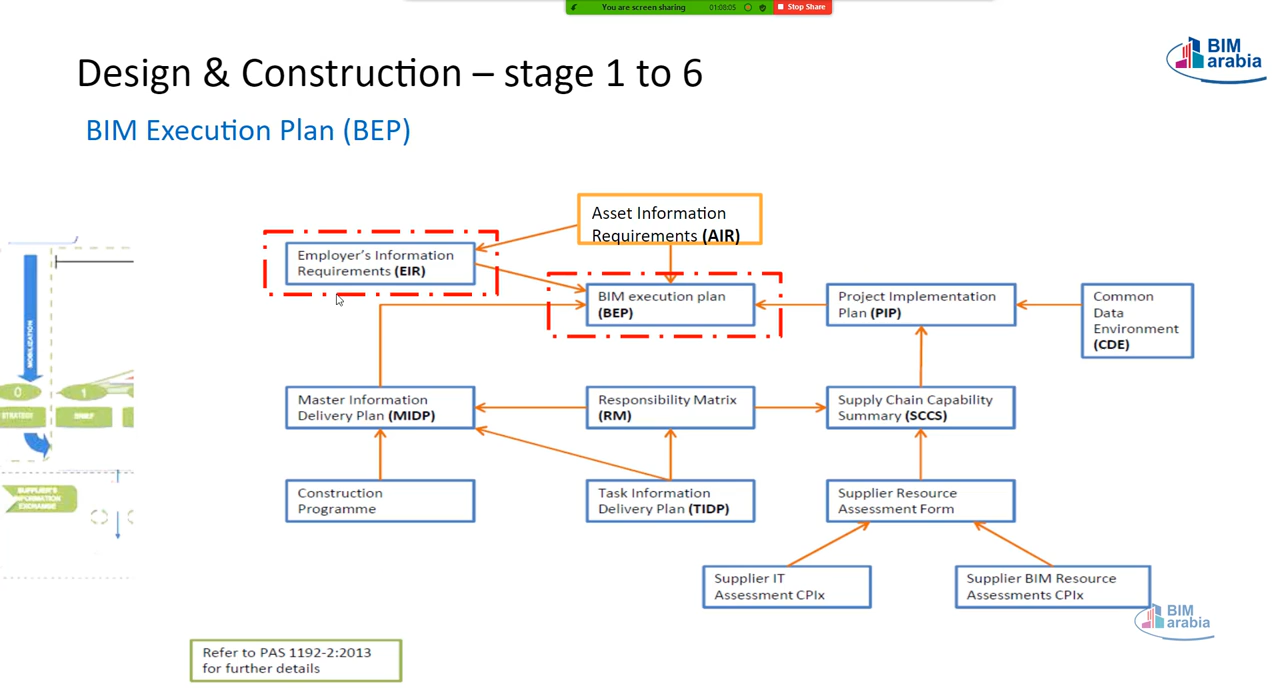 You are screen sharing
01:08:05
Stop Share
BIM
arabia
Design & Construction – stage 1 to 6
BIM Execution Plan (BEP)
Asset Information
Requirements (AIR)
Employer's Information
Requirements (EIR)
BIM execution plan
(BEP)
Project Implementation
Plan (PIP)
Common
Data
Environment
(CDE)
MOBILIZATION
0
1
STRATEGY
BRIEF
Master Information
Delivery Plan (MIDP)
Responsibility Matrix
(RM)
Supply Chain Capability
Summary (SCCS)
SUPPLIER'S
INFORMATION
EXCHANGE
Construction
Programme
Task Information
Delivery Plan (TIDP)
Supplier Resource
Assessment Form
Supplier IT
Assessment CPIx
Supplier BIM Resource
Assessments CPIx
BIM
arabia
Refer to PAS 1192-2:2013
for further details